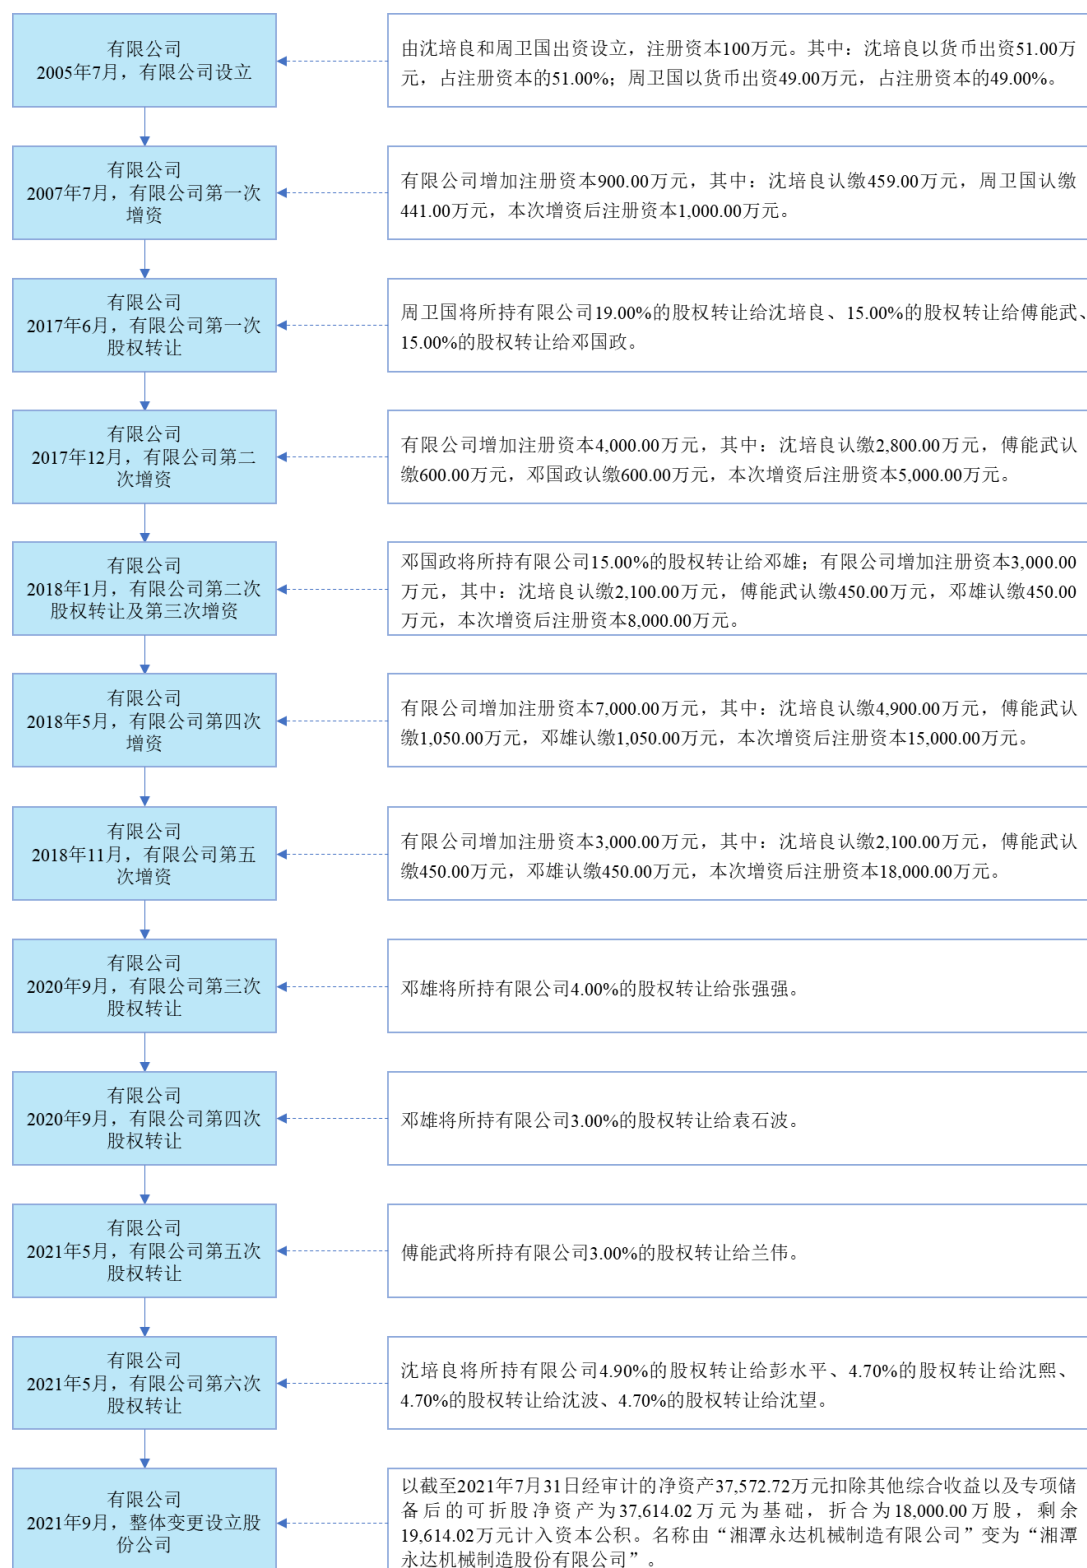 有限公司
2005年7月，有限公司设立
由沈培良和周卫国出资设立，注册资本100万元。其中：沈培良以货币出资51.00万
元，占注册资本的51.00%；周卫国以货币出资49.00万元，占注册资本的49.00%。
有限公司
2007年7月，有限公司第一次
增资
有限公司增加注册资本900.00万元，其中：沈培良认缴459.00万元，周卫国认缴
441.00万元，本次增资后注册资本1,000.00万元。
有限公司
2017年6月，有限公司第一次
股权转让
周卫国将所持有限公司19.00%的股权转让给沈培良、15.00%的股权转让给傅能武、
15.00%的股权转让给邓国政。
有限公司
2017年12月，有限公司第二
次增资
有限公司增加注册资本4,000.00万元，其中：沈培良认缴2,800.00万元，傅能武认
缴600.00万元，邓国政认缴600.00万元，本次增资后注册资本5,000.00万元。
有限公司
2018年1月，有限公司第二次
股权转让及第三次增资
邓国政将所持有限公司15.00%的股权转让给邓雄；有限公司增加注册资本3,000.00
万元，其中：沈培良认缴2,100.00万元，傅能武认缴450.00万元，邓雄认缴450.00
万元，本次增资后注册资本8,000.00万元。
有限公司
2018年5月，有限公司第四次
增资
有限公司增加注册资本7,000.00万元，其中：沈培良认缴4,900.00万元，傅能武认
缴1,050.00万元，邓雄认缴1,050.00万元，本次增资后注册资本15,000.00万元。
有限公司
2018年11月，有限公司第五
次增资
有限公司增加注册资本3,000.00万元，其中：沈培良认缴2,100.00万元，傅能武认
缴450.00万元，邓雄认缴450.00万元，本次增资后注册资本18,000.00万元。
有限公司
2020年9月，有限公司第三次
股权转让
邓雄将所持有限公司4.00%的股权转让给张强强。
有限公司
2020年9月，有限公司第四次
股权转让
邓雄将所持有限公司3.00%的股权转让给袁石波。
有限公司
2021年5月，有限公司第五次
股权转让
傅能武将所持有限公司3.00%的股权转让给兰伟。
有限公司
2021年5月，有限公司第六次
股权转让
沈培良将所持有限公司4.90%的股权转让给彭水平、4.70%的股权转让给沈熙、
4.70%的股权转让给沈波、4.70%的股权转让给沈望。
有限公司
2021年9月，整体变更设立股
份公司
以截至2021年7月31日经审计的净资产37,572.72万元扣除其他综合收益以及专项储
备后的可折股净资产为37,614.02万元为基础，折合为18,000.00万股，剩余
19,614.02万元计入资本公积。名称由“湘潭永达机械制造有限公司”变为“湘潭
永达机械制造股份有限公司”。